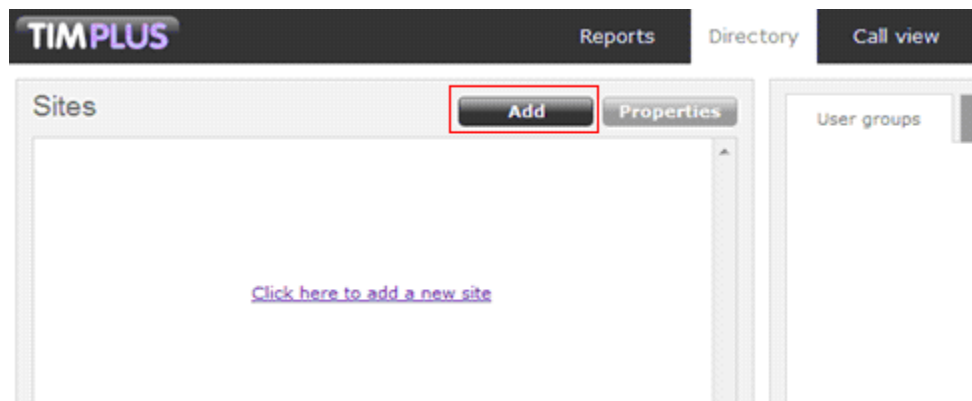 TIMPLUS
Reports Directory Call view
Sites
Add Properties
User groups
Click here to add a new site